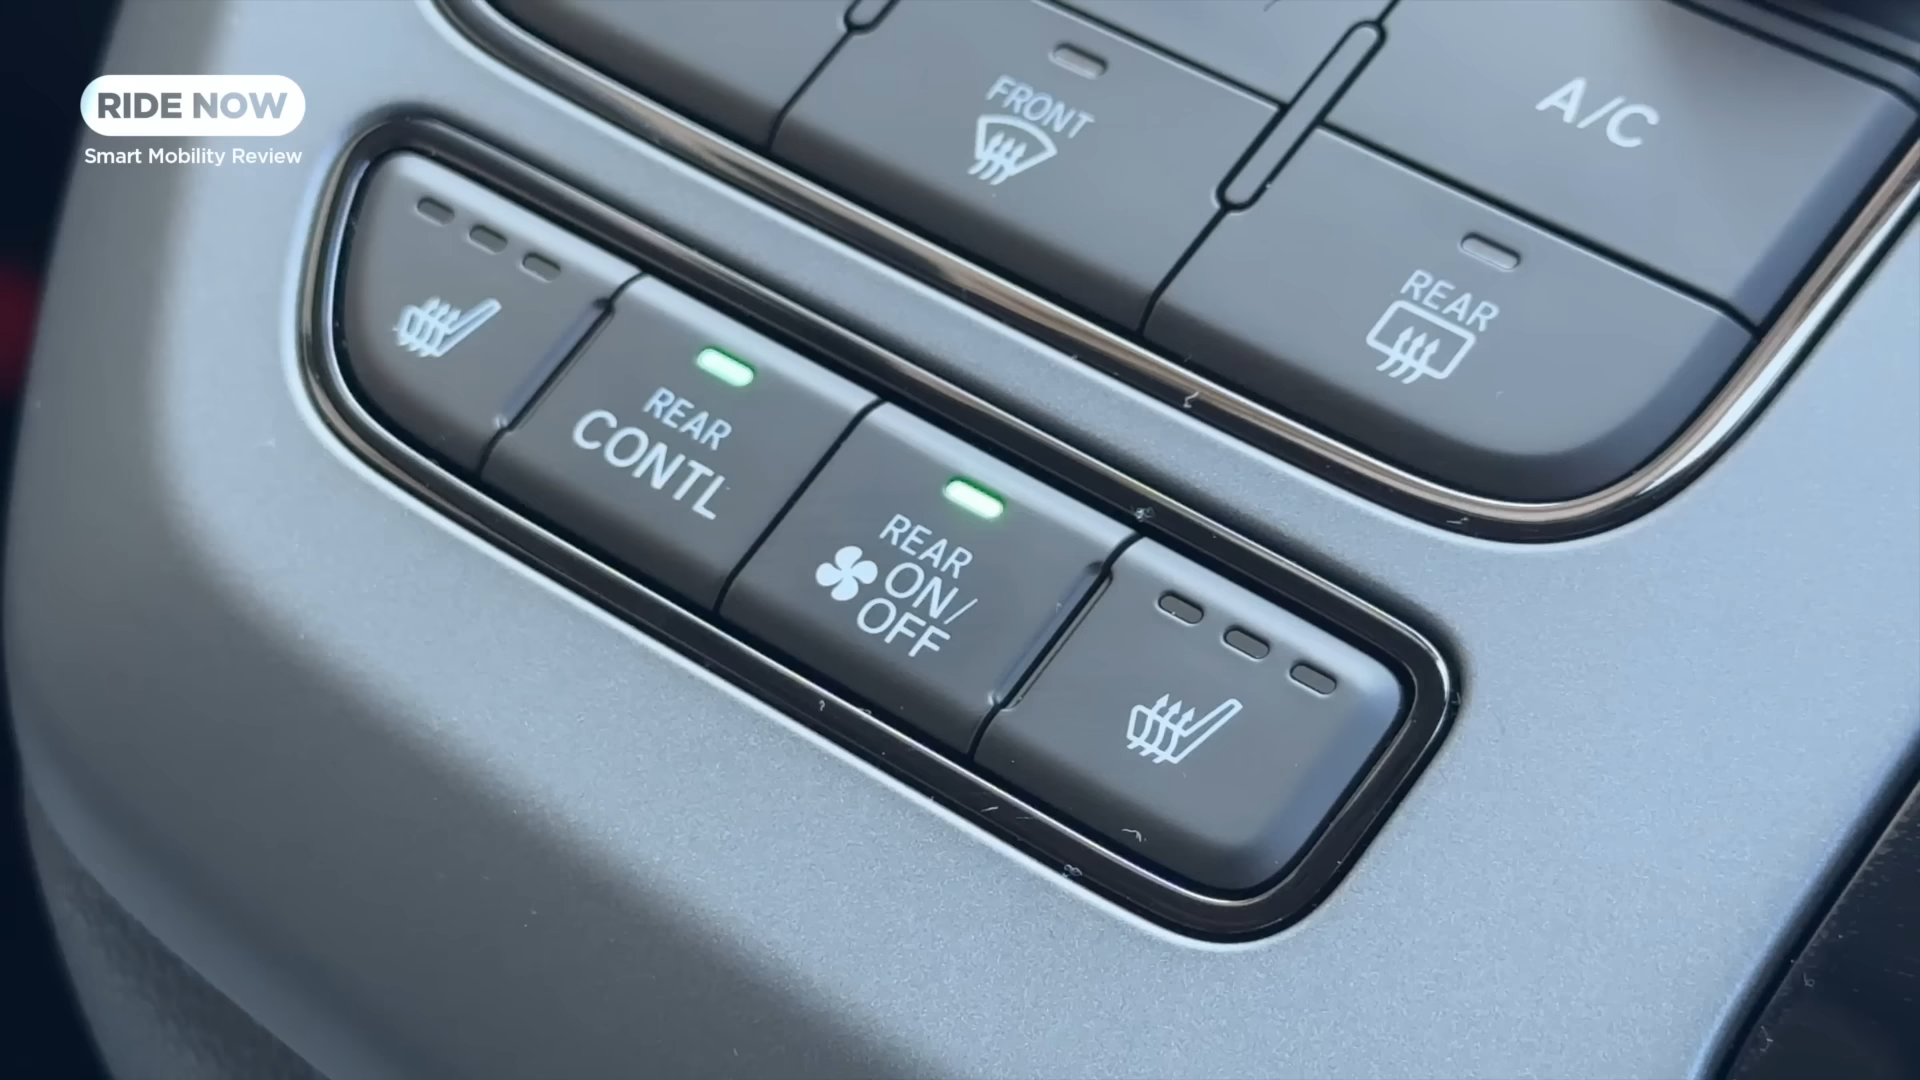 RIDE NOW
Smart Mobility Review
FRONT
A/C
REAR
REAR
CONTL
REAR
ON/
OFF